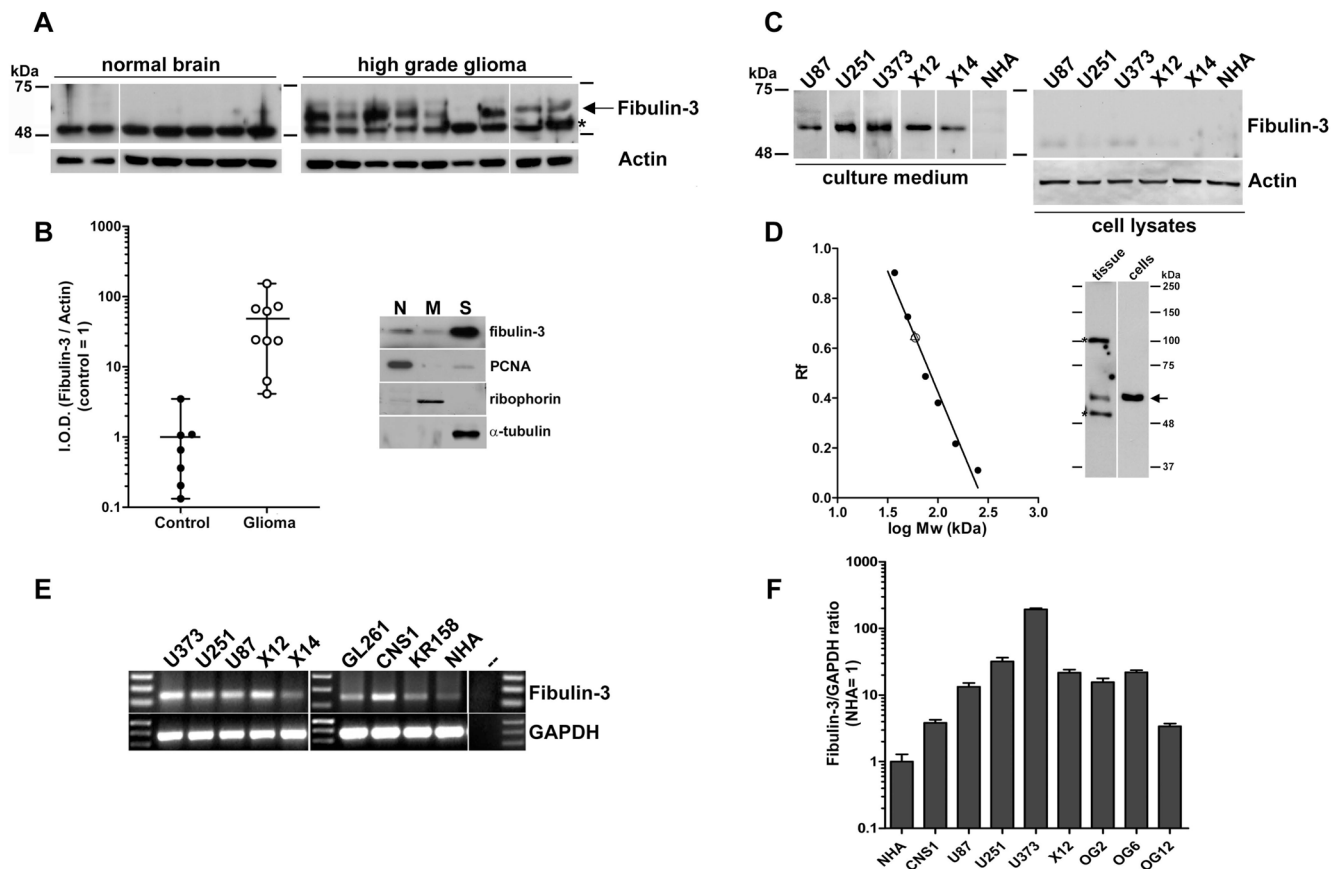 A
normal brain
high grade glioma
kDa
75
48
Fibulin-3
*
Actin
B
I.O.D. (Fibulin-3 / Actin)
(control = 1)
1000
100
10
1
0.1
Control
Glioma
N M S
fibulin-3
PCNA
ribophorin
α-tubulin
C
U87 U251 U373 X12 X14 NHA
U87 U251 U373 X12 X14 NHA
kDa
75
48
Fibulin-3
culture medium
Actin
cell lysates
D
Rf
1.0
0.8
0.6
0.4
0.2
0.0
1.0 1.5 2.0 2.5 3.0
log Mw (kDa)
tissue cells
kDa
250
150
*
100
75
*
48
37
E
U373 U251 U87 X12 X14
GL261 CNS1 KR158 NHA --
Fibulin-3
GAPDH
F
Fibulin-3/GAPDH ratio
(NHA= 1)
1000
100
10
1
0.1
NHA CNS1 U87 U251 U373 X12 OG2 OG6 OG12